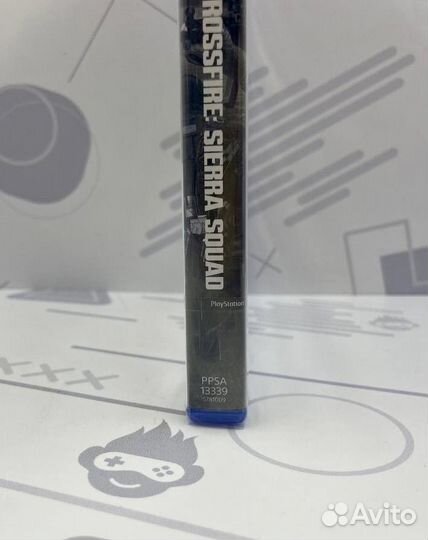 ROSSFIRE: SIERRA SQUAD
PlayStation
PPSA
13339
Avito